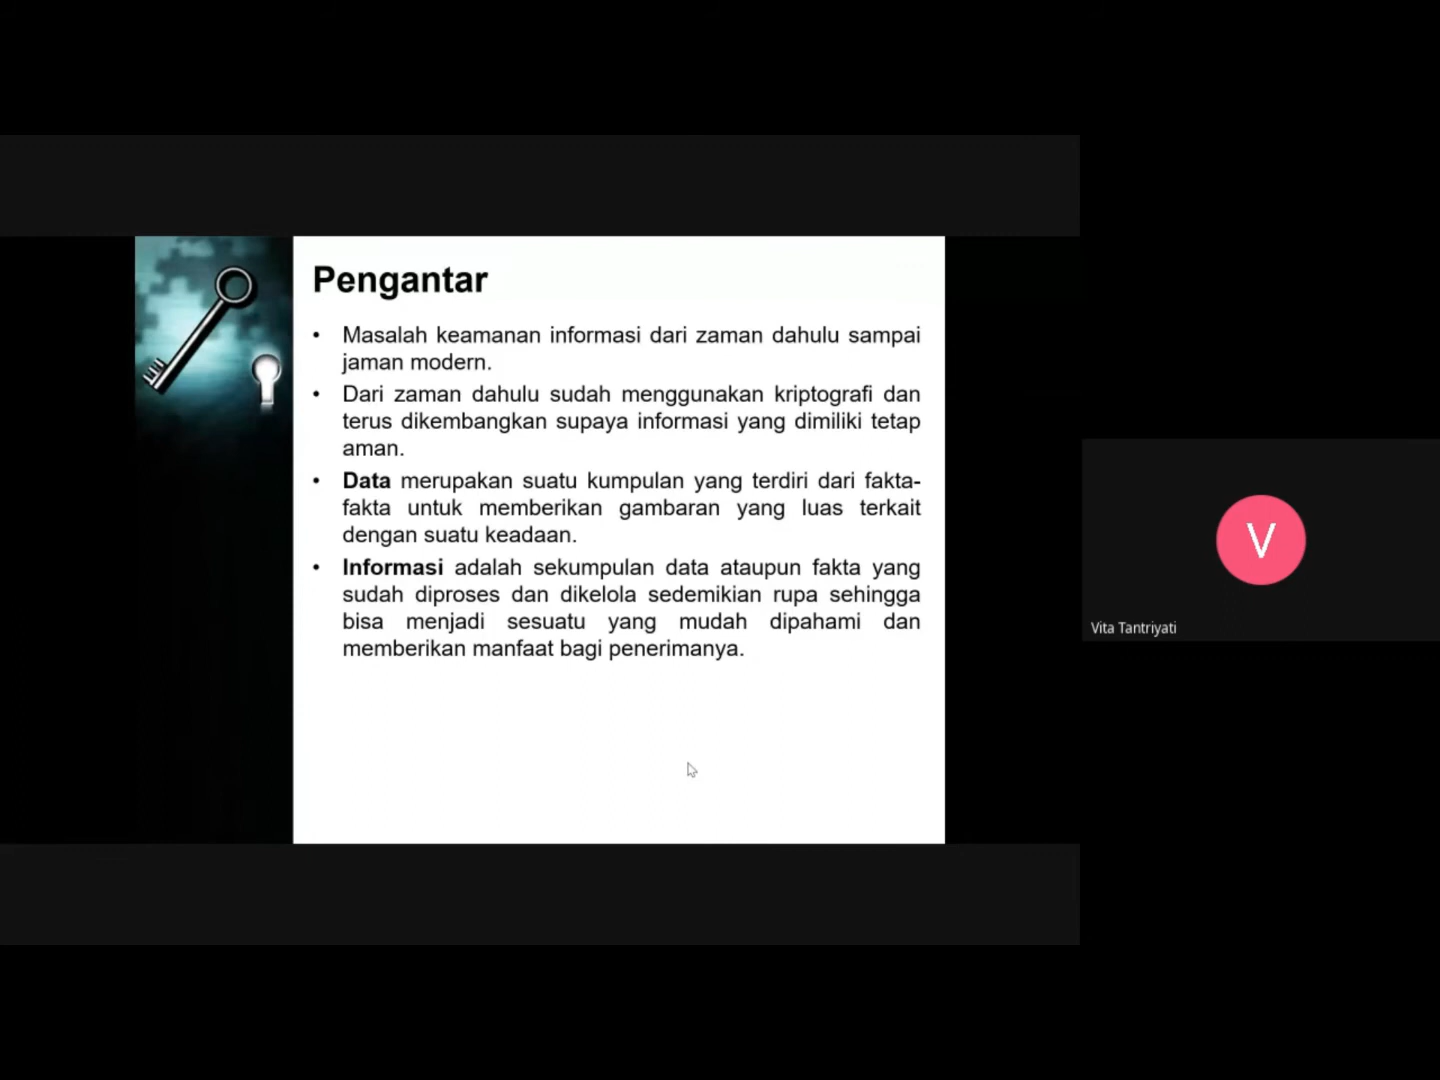 Pengantar
• Masalah keamanan informasi dari zaman dahulu sampai
jaman modern.
• Dari zaman dahulu sudah menggunakan kriptografi dan
terus dikembangkan supaya informasi yang dimiliki tetap
aman.
• Data merupakan suatu kumpulan yang terdiri dari fakta-
fakta untuk memberikan gambaran yang luas terkait
dengan suatu keadaan.
• Informasi adalah sekumpulan data ataupun fakta yang
sudah diproses dan dikelola sedemikian rupa sehingga
bisa menjadi sesuatu yang mudah dipahami dan
memberikan manfaat bagi penerimanya.
V
Vita Tantriyati